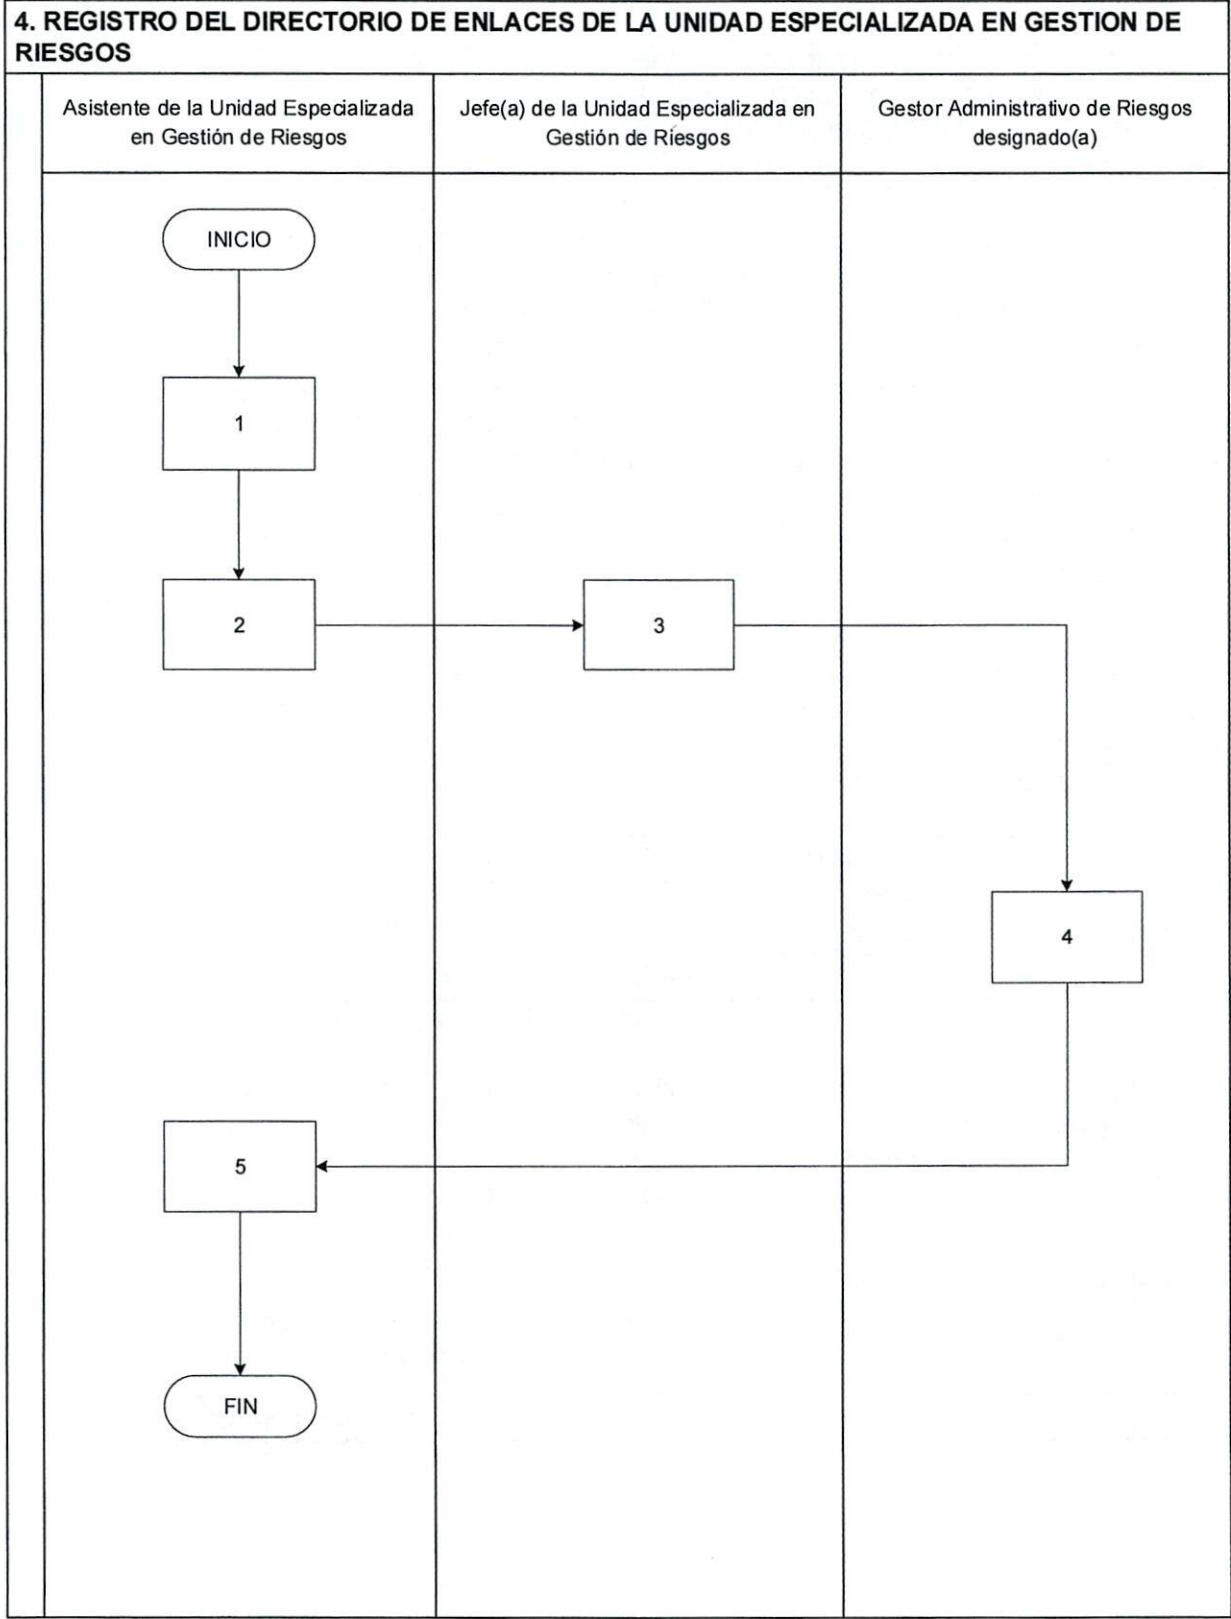 4. REGISTRO DEL DIRECTORIO DE ENLACES DE LA UNIDAD ESPECIALIZADA EN GESTION DE
RIESGOS
Asistente de la Unidad Especializada
en Gestión de Riesgos
Jefe(a) de la Unidad Especializada en
Gestión de Riesgos
Gestor Administrativo de Riesgos
designado(a)
INICIO
1
2
3
4
5
FIN